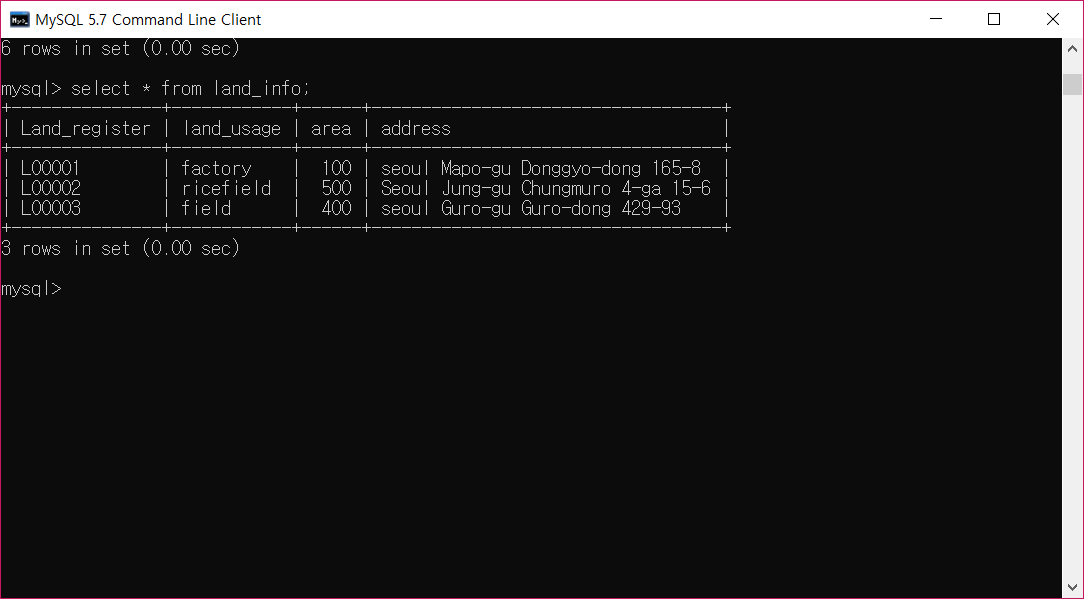 MySQL 5.7 Command Line Client
6 rows in set (0.00 sec)
mysql> select * from land_info;
+---------------+------------+------+-----------------------------------+
| Land_register | land_usage | area | address                           |
+---------------+------------+------+-----------------------------------+
| L00001        | factory    |  100 | seoul Mapo-gu Donggyo-dong 165-8  |
| L00002        | ricefield  |  500 | Seoul Jung-gu Chungmuro 4-ga 15-6 |
| L00003        | field      |  400 | seoul Guro-gu Guro-dong 429-93    |
+---------------+------------+------+-----------------------------------+
3 rows in set (0.00 sec)
mysql>